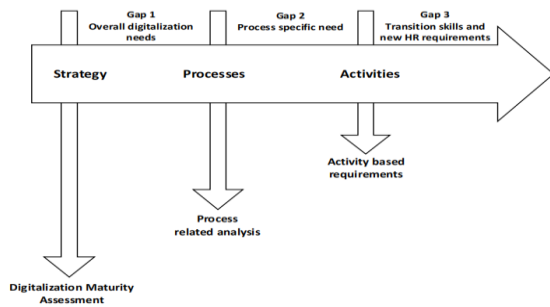 Gap 1
Overall digitalization
needs
Gap 2
Process specific need
Gap 3
Transition skills and
new HR requirements
Strategy
Processes
Activities
Activity based
requirements
Process
related analysis
Digitalization Maturity
Assessment